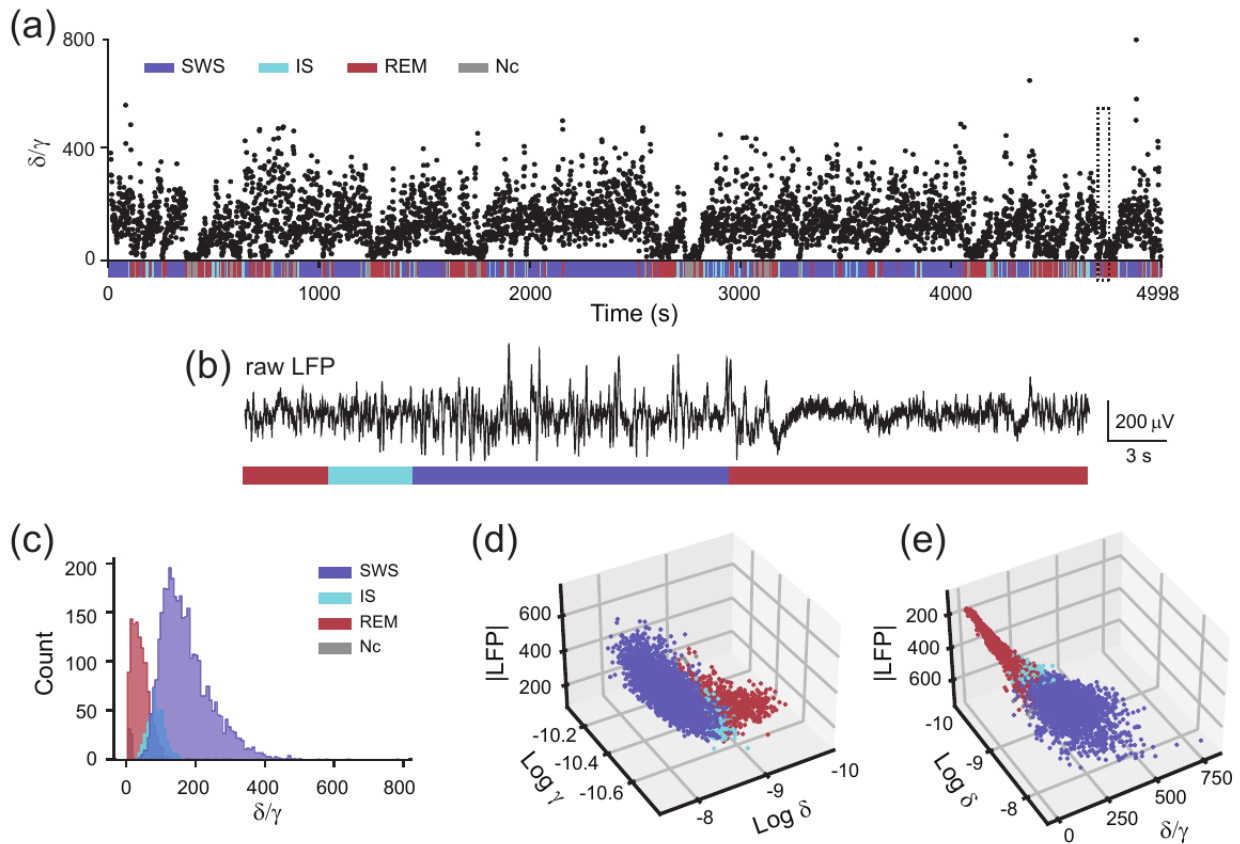 (a)
800
400
0
δ/γ
SWS IS REM Nc
0 1000 2000 3000 4000 4998
Time (s)
(b)
raw LFP
200 µV
3 s
(c)
200
150
100
50
0
Count
SWS
IS
REM
Nc
0 200 400 600 800
δ/γ
(d)
600
400
200
|LFP|
-10.2
-10.4
-10.6
Log γ
-8
-9
-10
Log δ
(e)
200
400
600
|LFP|
-10
-9
-8
Log δ
0
250
500
750
δ/γ